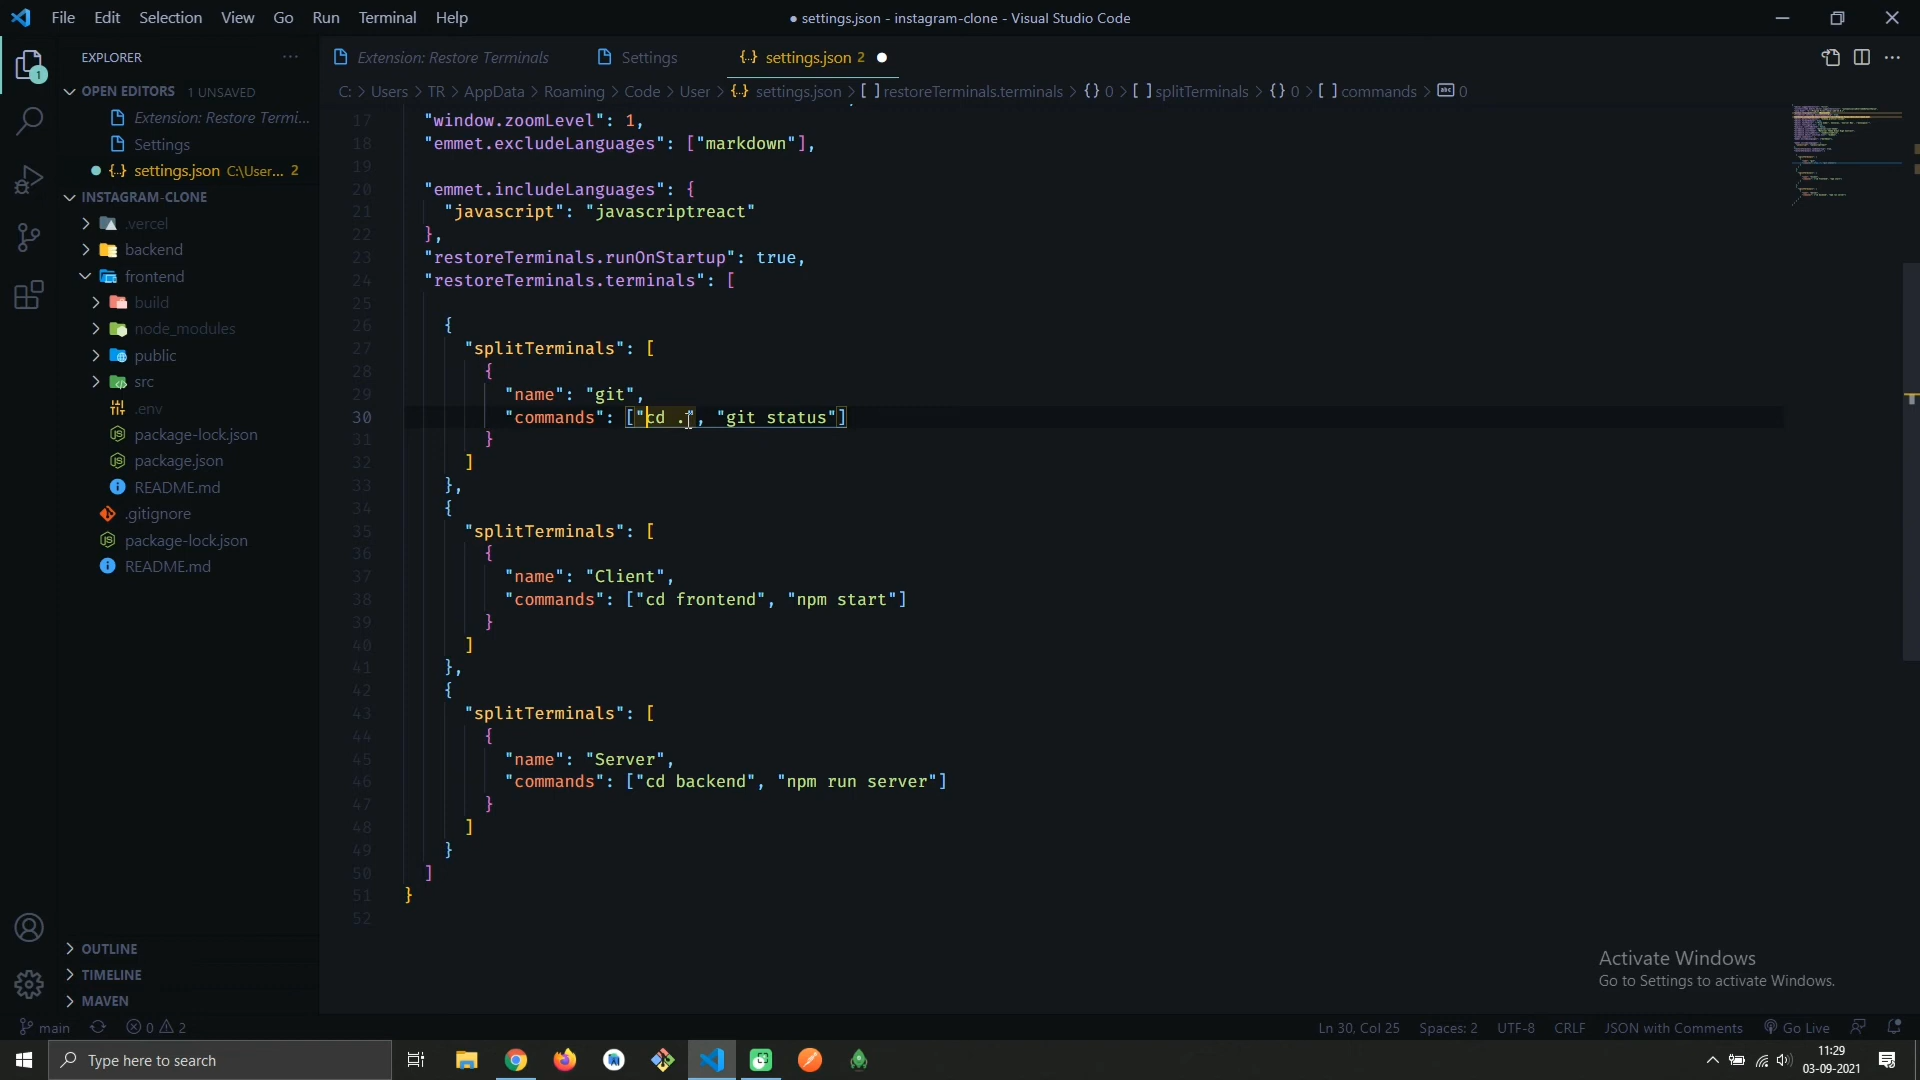 File Edit Selection View Go Run Terminal Help
● settings.json - instagram-clone - Visual Studio Code
EXPLORER
1
OPEN EDITORS 1 UNSAVED
Extension: Restore Termi...
Settings
settings.json C:\User... 2
INSTAGRAM-CLONE
.vercel
backend
frontend
build
node_modules
public
src
.env
package-lock.json
package.json
README.md
.gitignore
package-lock.json
README.md
OUTLINE
TIMELINE
MAVEN
Extension: Restore Terminals
Settings
settings.json 2
C: > Users > TR > AppData > Roaming > Code > User > {..} settings.json > [ ] restoreTerminals.terminals > { } 0 > [ ] splitTerminals > { } 0 > [ ] commands > abc 0
17 "window.zoomLevel": 1,
18 "emmet.excludeLanguages": ["markdown"],
19
20 "emmet.includeLanguages": {
21 "javascript": "javascriptreact"
22 },
23 "restoreTerminals.runOnStartup": true,
24 "restoreTerminals.terminals": [
25
26 {
27 "splitTerminals": [
28 {
29 "name": "git",
30 "commands": ["cd .", "git status"]
31 }
32 ]
33 },
34 {
35 "splitTerminals": [
36 {
37 "name": "Client",
38 "commands": ["cd frontend", "npm start"]
39 }
40 ]
41 },
42 {
43 "splitTerminals": [
44 {
45 "name": "Server",
46 "commands": ["cd backend", "npm run server"]
47 }
48 ]
49 }
50 ]
51 }
52
Activate Windows
Go to Settings to activate Windows.
main 0 2 Ln 30, Col 25 Spaces: 2 UTF-8 CRLF JSON with Comments Go Live
Type here to search
11:29
03-09-2021